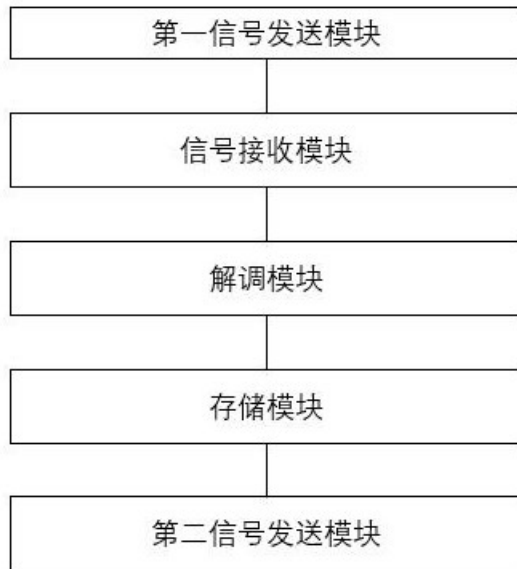 第一信号发送模块
信号接收模块
解调模块
存储模块
第二信号发送模块